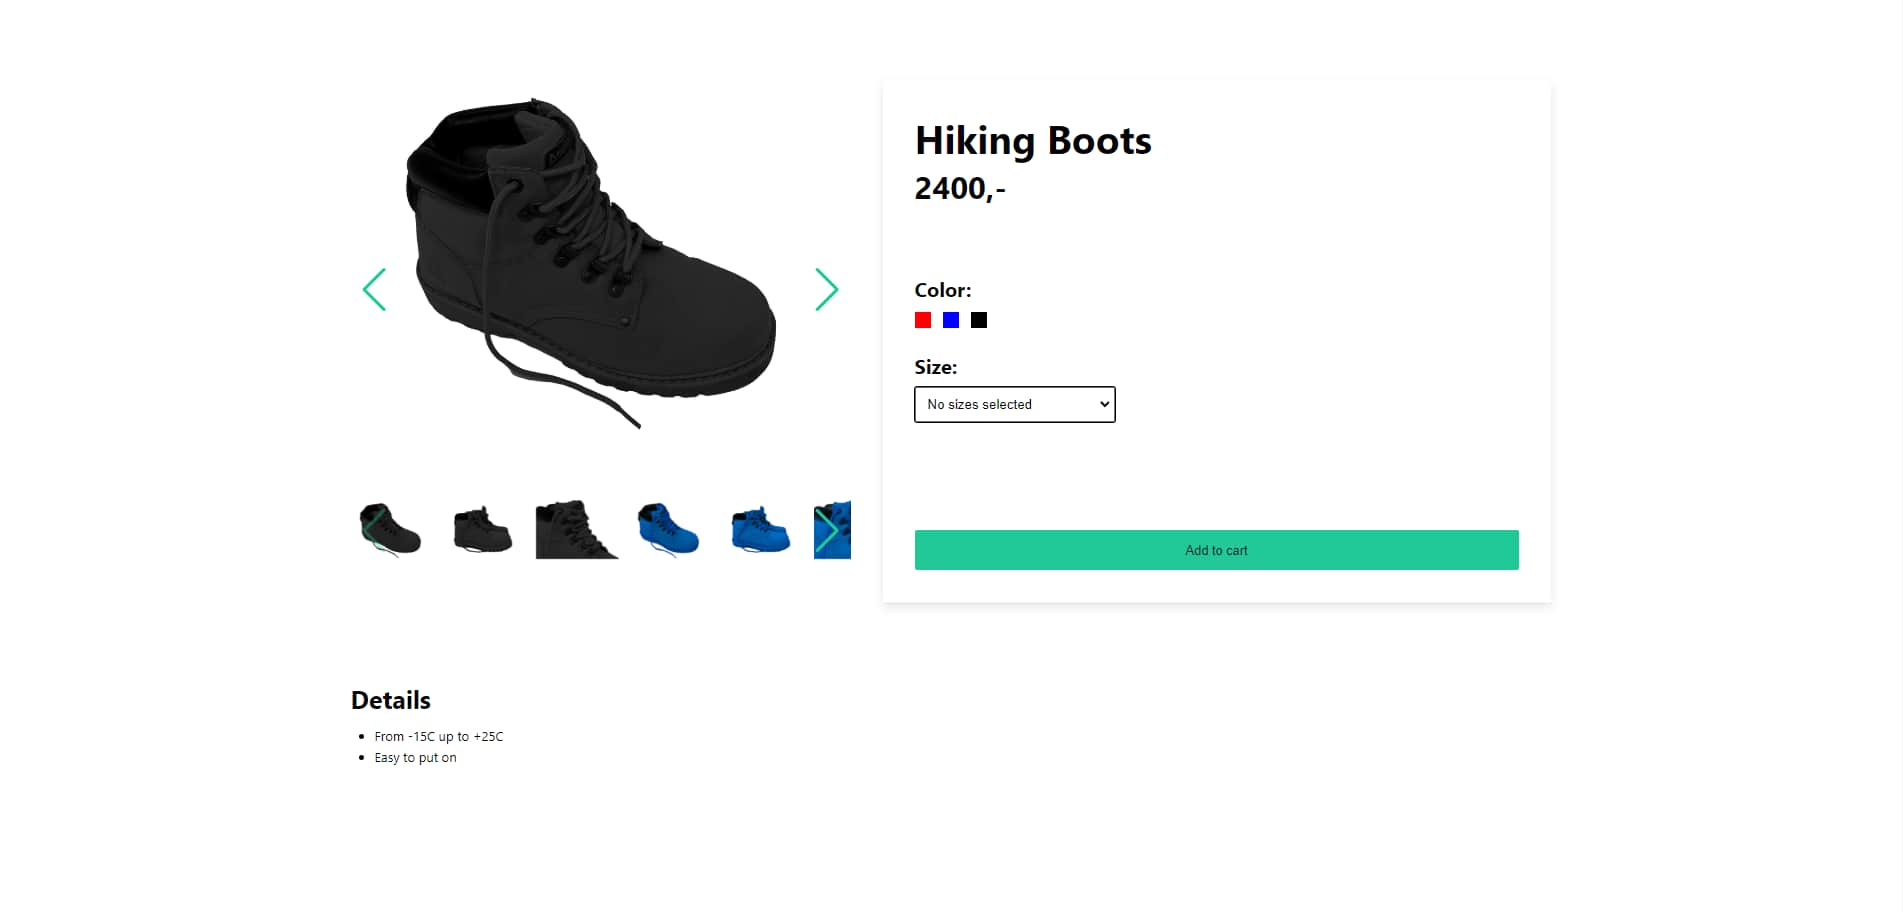 Hiking Boots
2400,-
Color:
Size:
No sizes selected
Add to cart
Details
From -15C up to +25C
Easy to put on